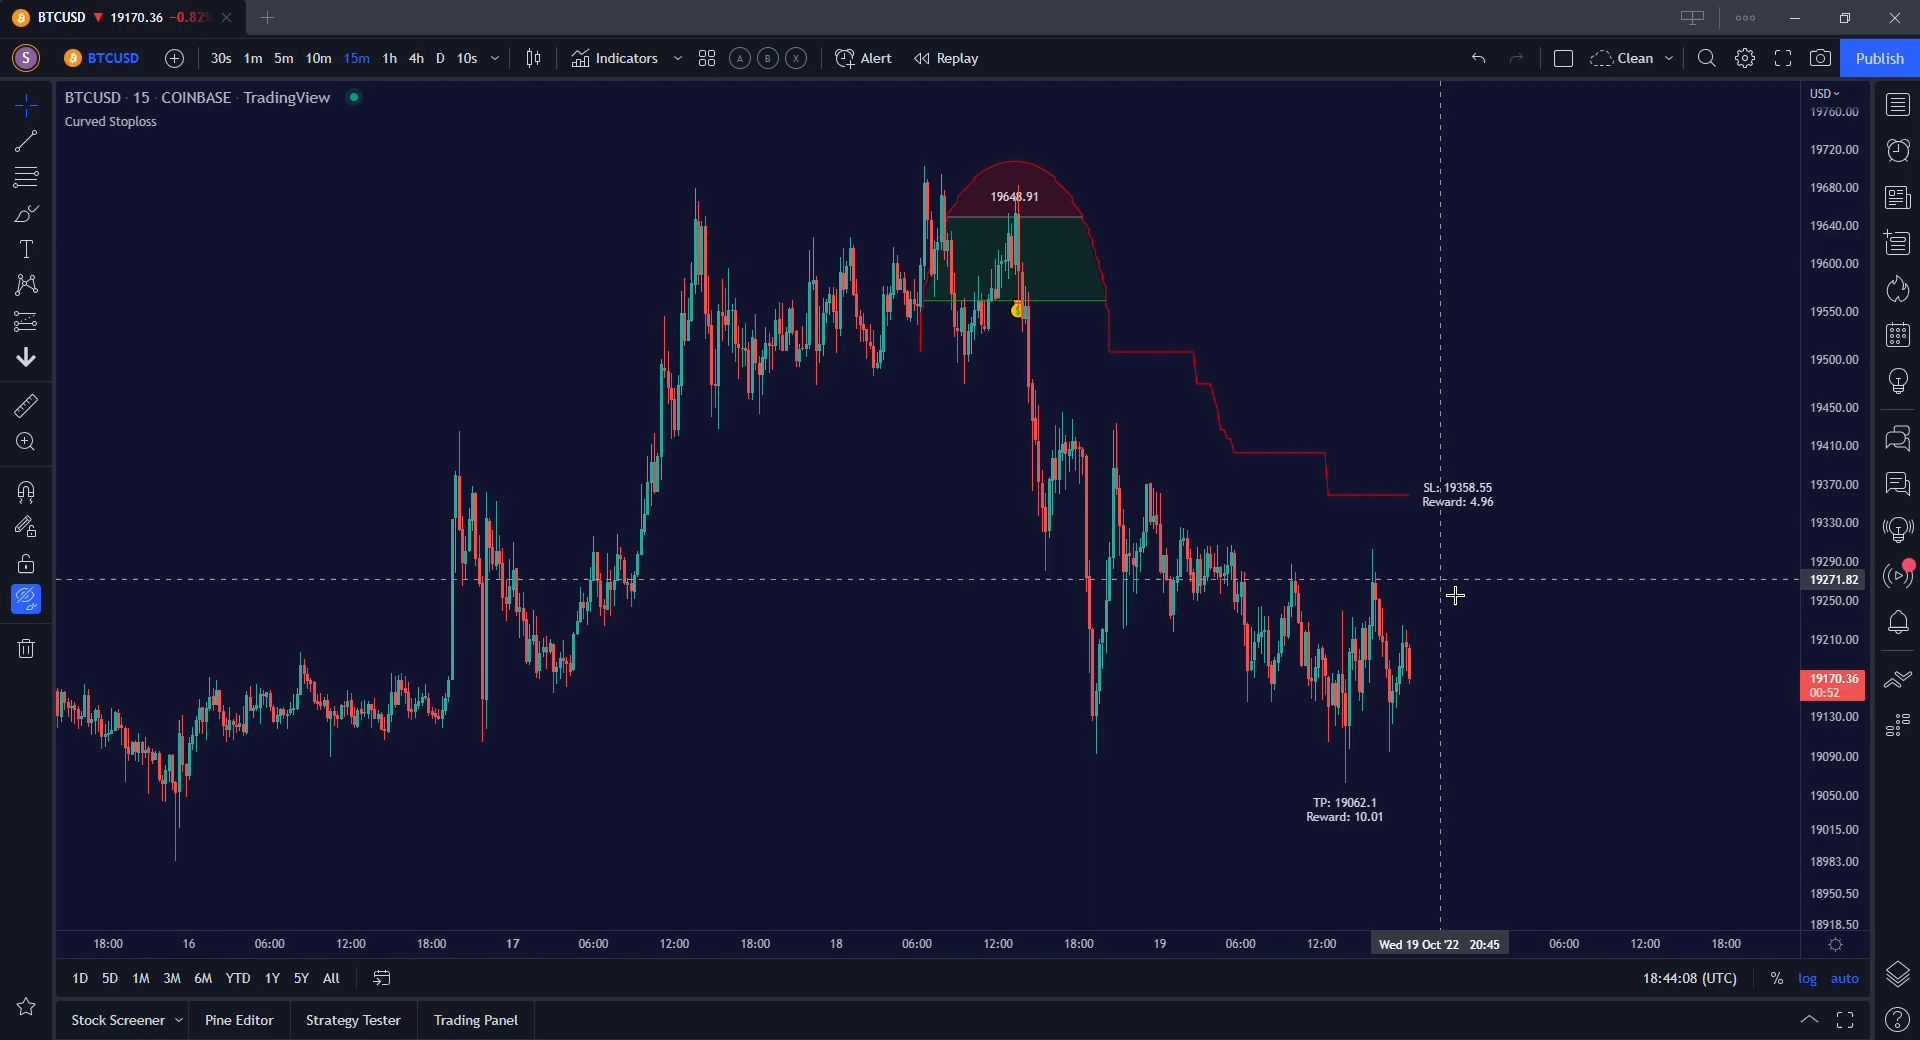 BTCUSD ▼ 19170.36 −0.82%
S BTCUSD 30s 1m 5m 10m 15m 1h 4h D 10s Indicators A B X Alert Replay Clean Publish
BTCUSD · 15 · COINBASE · TradingView
Curved Stoploss
USD
19760.00
19720.00
19680.00
19640.00
19600.00
19550.00
19500.00
19450.00
19410.00
19370.00
19330.00
19290.00
19271.82
19250.00
19210.00
19170.36
00:52
19130.00
19090.00
19050.00
19015.00
18983.00
18950.50
18918.50
19648.91
SL: 19358.55
Reward: 4.96
TP: 19062.1
Reward: 10.01
18:00 16 06:00 12:00 18:00 17 06:00 12:00 18:00 18 06:00 12:00 18:00 19 06:00 12:00 Wed 19 Oct '22 20:45 06:00 12:00 18:00
1D 5D 1M 3M 6M YTD 1Y 5Y All 18:44:08 (UTC) % log auto
Stock Screener Pine Editor Strategy Tester Trading Panel